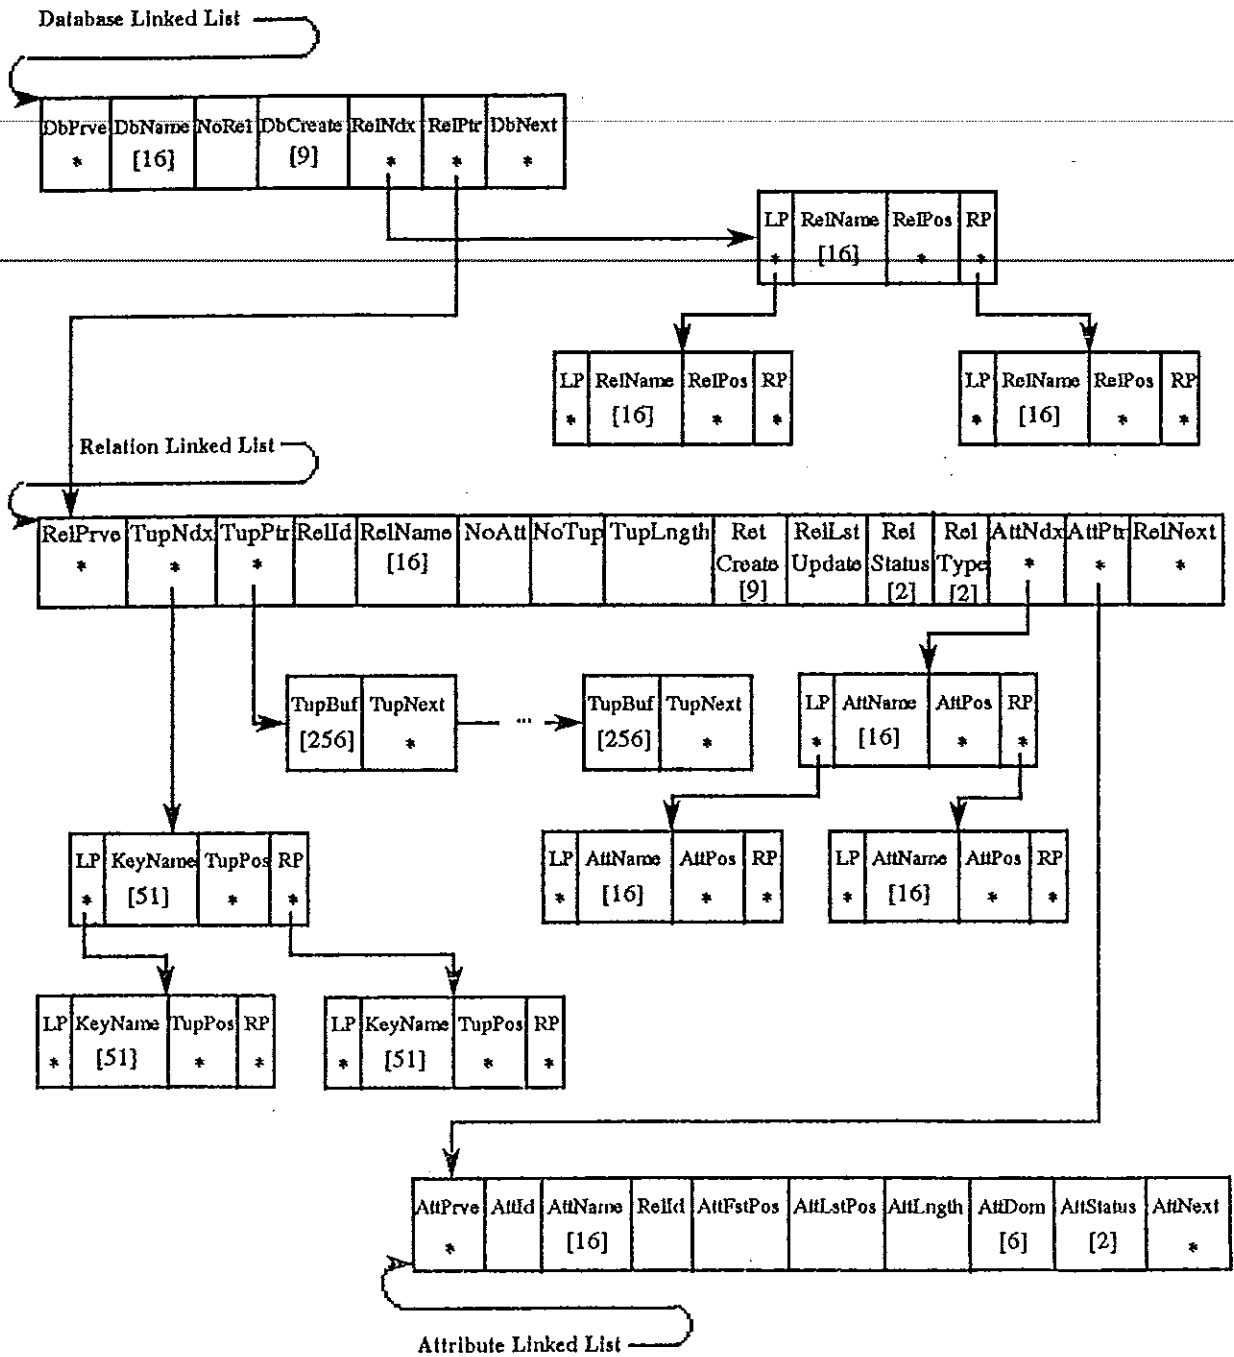 Database Linked List
DbPrve DbName NoRel DbCreate RelNdx RelPtr DbNext
* [16] [9] * * *
LP RelName RelPos RP
* [16] * *
LP RelName RelPos RP LP RelName RelPos RP
* [16] * * * [16] * *
Relation Linked List
RelPrve TupNdx TupPtr RelId RelName NoAtt NoTup TupLngth Ret RelLst Rel Rel AttNdx AttPtr RelNext
* * * [16] Create Update Status Type * * *
[9] [2] [2]
TupBuf TupNext ... TupBuf TupNext LP AttName AttPos RP
[256] * [256] * * [16] * *
LP KeyName TupPos RP LP AttName AttPos RP LP AttName AttPos RP
* [51] * * * [16] * * * [16] * *
LP KeyName TupPos RP LP KeyName TupPos RP
* [51] * * * [51] * *
AttPrve AttId AttName RelId AttFstPos AttLstPos AttLngth AttDom AttStatus AttNext
* [16] [6] [2] *
Attribute Linked List